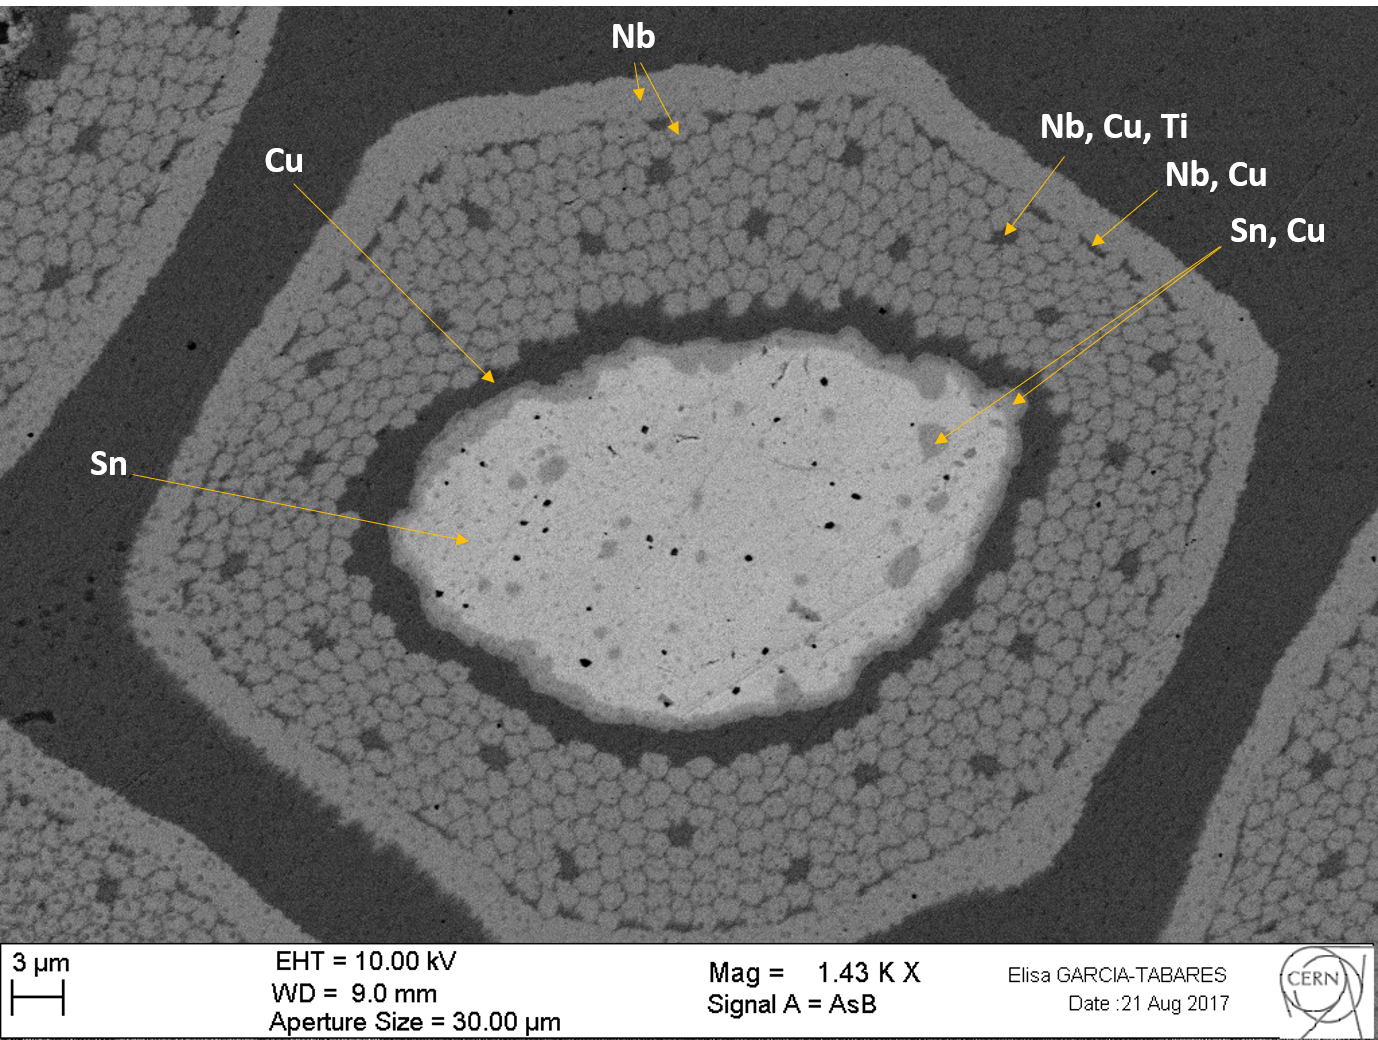 Nb
Nb, Cu, Ti
Cu
Nb, Cu
Sn, Cu
Sn
3 µm
EHT = 10.00 kV
WD = 9.0 mm
Aperture Size = 30.00 µm
Mag = 1.43 K X
Signal A = AsB
Elisa GARCIA-TABARES
Date :21 Aug 2017
CERN